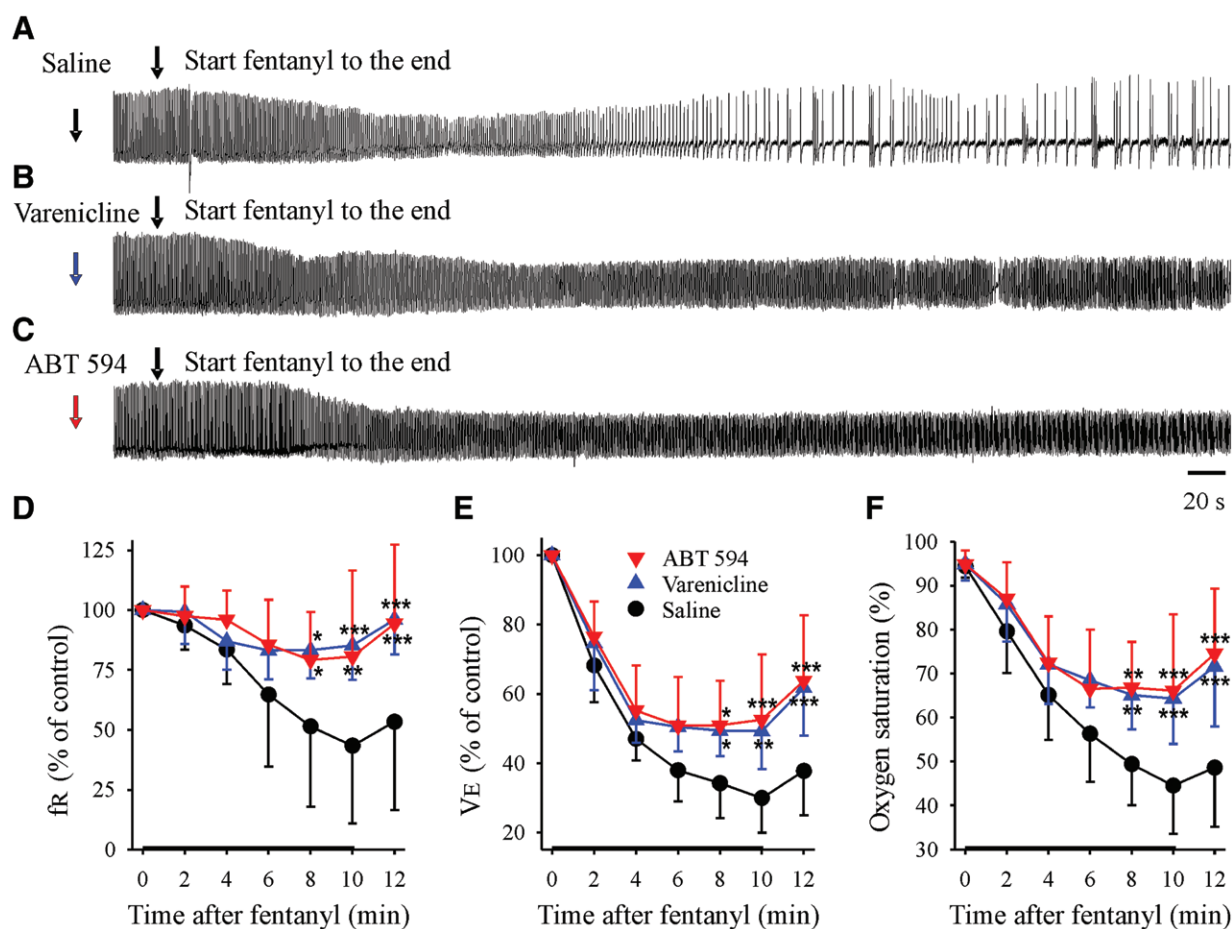 A
Saline
Start fentanyl to the end
B
Varenicline
Start fentanyl to the end
C
ABT 594
Start fentanyl to the end
20 s
D
fR (% of control)
125
100
75
50
25
0
* *** ***
* ** ***
0 2 4 6 8 10 12
Time after fentanyl (min)
E
VE (% of control)
100
80
60
40
20
ABT 594
Varenicline
Saline
* *** ***
* ** ***
0 2 4 6 8 10 12
Time after fentanyl (min)
F
Oxygen saturation (%)
100
90
80
70
60
50
40
30
** *** ***
** *** ***
0 2 4 6 8 10 12
Time after fentanyl (min)